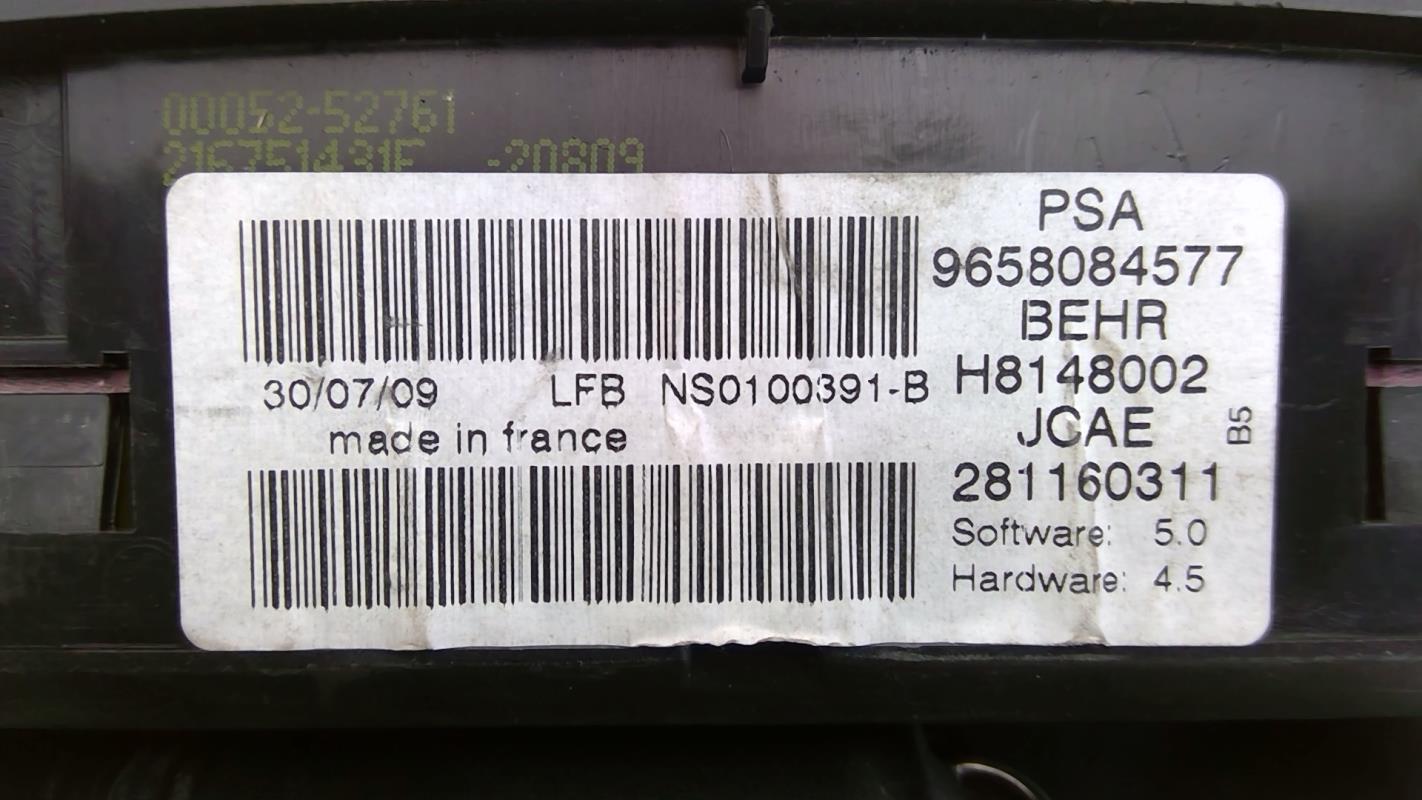 00052-52761
-20809
PSA
9658084577
BEHR
30/07/09 LFB NS0100391-B H8148002
made in france
JCAE
B5
281160311
Software: 5.0
Hardware: 4.5